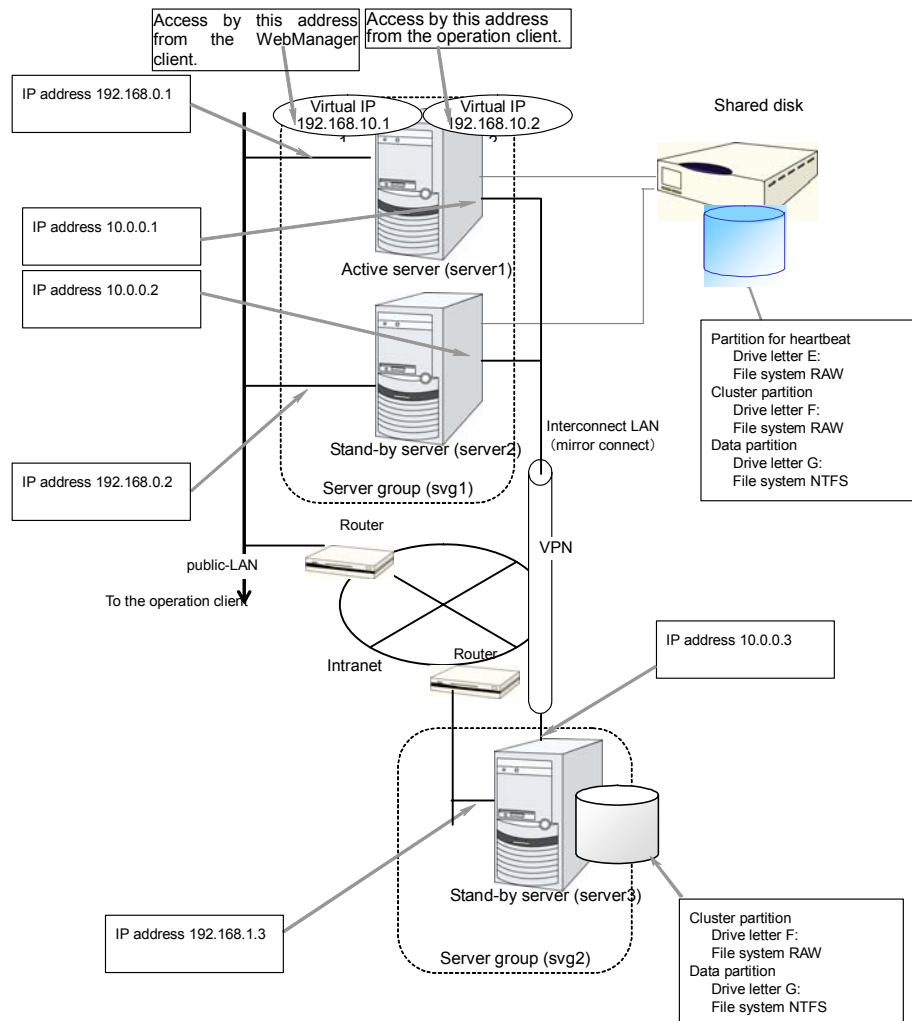 Access by this address
from the WebManager
client.
Access by this address
from the operation client.
IP address 192.168.0.1
Virtual IP
192.168.10.1
Virtual IP
192.168.10.2
Shared disk
IP address 10.0.0.1
Active server (server1)
IP address 10.0.0.2
Partition for heartbeat
Drive letter E:
File system RAW
Cluster partition
Drive letter F:
File system RAW
Data partition
Drive letter G:
File system NTFS
Interconnect LAN
(mirror connect)
Stand-by server (server2)
IP address 192.168.0.2
Server group (svg1)
Router
VPN
public-LAN
To the operation client
IP address 10.0.0.3
Intranet
Router
Stand-by server (server3)
IP address 192.168.1.3
Server group (svg2)
Cluster partition
Drive letter F:
File system RAW
Data partition
Drive letter G:
File system NTFS